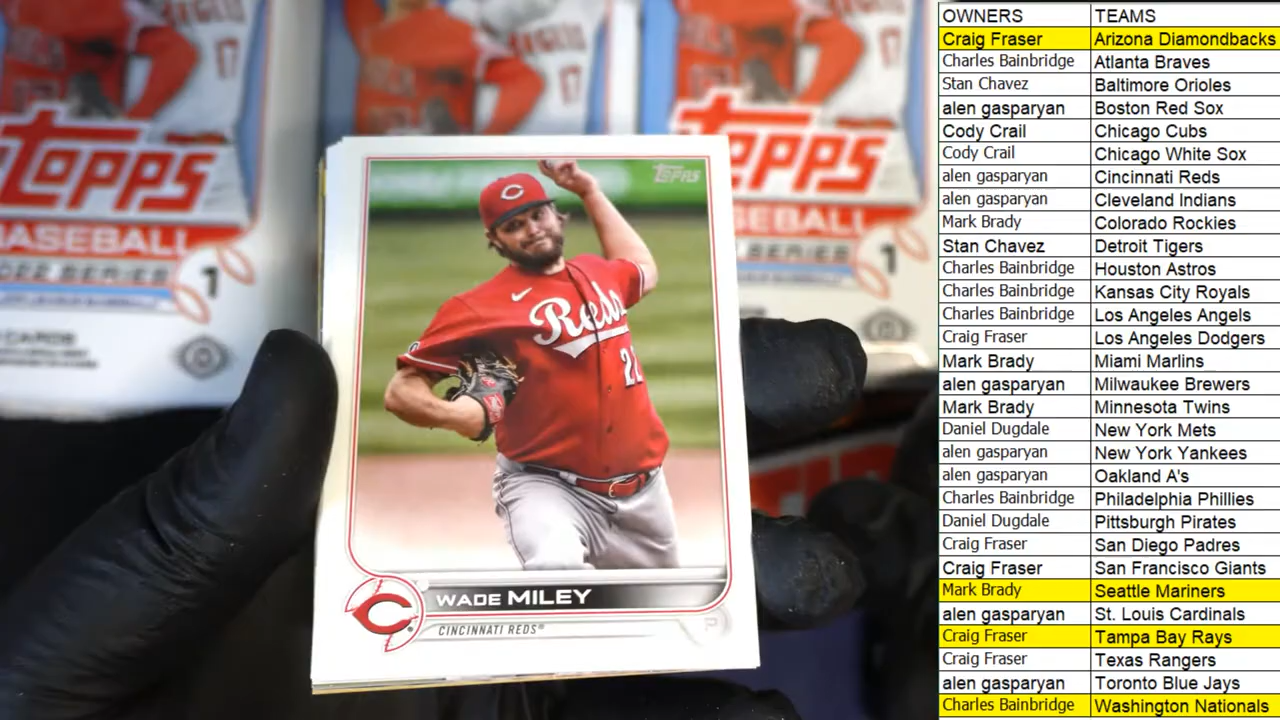 TOPPS
BASEBALL
2022 SERIES 1
CARDS
17
TOPPS
BASEBALL
SERIES 1
17
TOPPS
C
Reds
22
WADE MILEY
CINCINNATI REDS
P
OWNERS TEAMS
Craig Fraser Arizona Diamondbacks
Charles Bainbridge Atlanta Braves
Stan Chavez Baltimore Orioles
alen gasparyan Boston Red Sox
Cody Crail Chicago Cubs
Cody Crail Chicago White Sox
alen gasparyan Cincinnati Reds
alen gasparyan Cleveland Indians
Mark Brady Colorado Rockies
Stan Chavez Detroit Tigers
Charles Bainbridge Houston Astros
Charles Bainbridge Kansas City Royals
Charles Bainbridge Los Angeles Angels
Craig Fraser Los Angeles Dodgers
Mark Brady Miami Marlins
alen gasparyan Milwaukee Brewers
Mark Brady Minnesota Twins
Daniel Dugdale New York Mets
alen gasparyan New York Yankees
alen gasparyan Oakland A's
Charles Bainbridge Philadelphia Phillies
Daniel Dugdale Pittsburgh Pirates
Craig Fraser San Diego Padres
Craig Fraser San Francisco Giants
Mark Brady Seattle Mariners
alen gasparyan St. Louis Cardinals
Craig Fraser Tampa Bay Rays
Craig Fraser Texas Rangers
alen gasparyan Toronto Blue Jays
Charles Bainbridge Washington Nationals